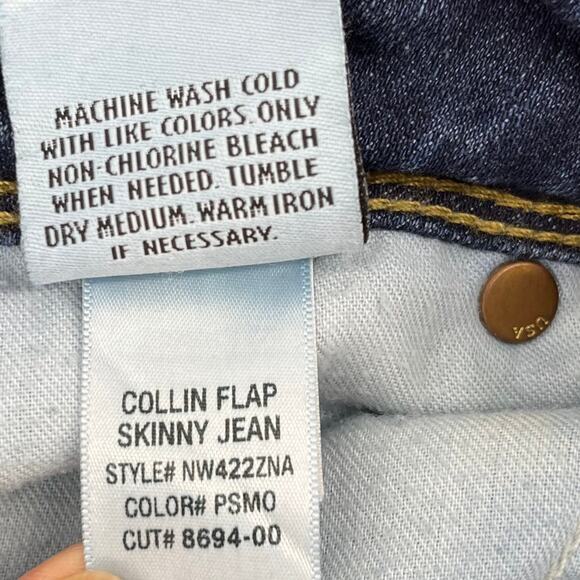 MACHINE WASH COLD
WITH LIKE COLORS. ONLY
NON-CHLORINE BLEACH
WHEN NEEDED. TUMBLE
DRY MEDIUM. WARM IRON
IF NECESSARY.
USA
COLLIN FLAP
SKINNY JEAN
STYLE# NW422ZNA
COLOR# PSMO
CUT# 8694-00